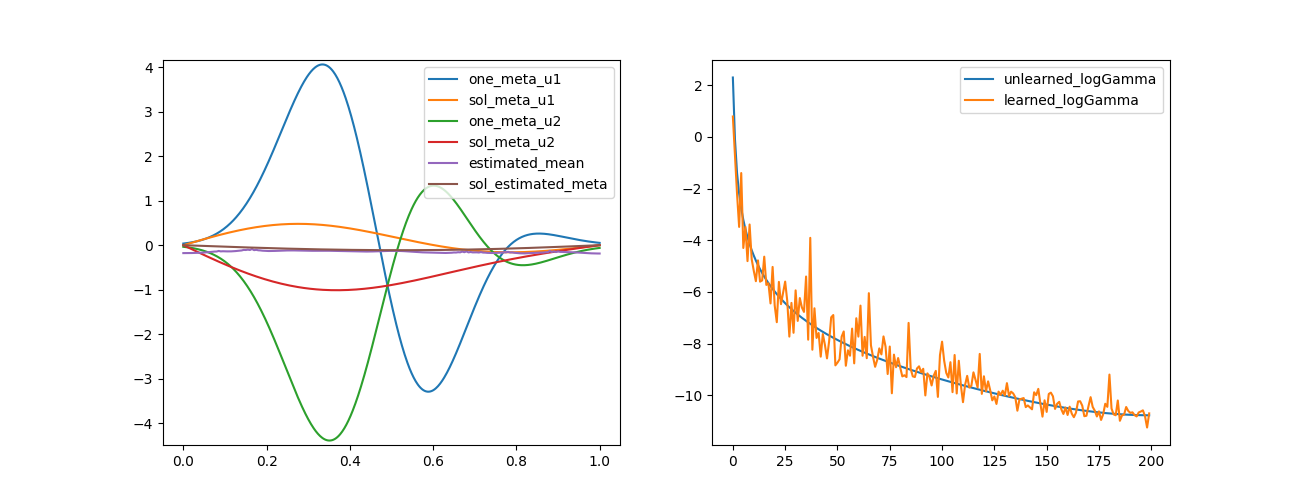 4
3
2
1
0
−1
−2
−3
−4
0.0 0.2 0.4 0.6 0.8 1.0
one_meta_u1
sol_meta_u1
one_meta_u2
sol_meta_u2
estimated_mean
sol_estimated_meta
2
0
−2
−4
−6
−8
−10
0 25 50 75 100 125 150 175 200
unlearned_logGamma
learned_logGamma